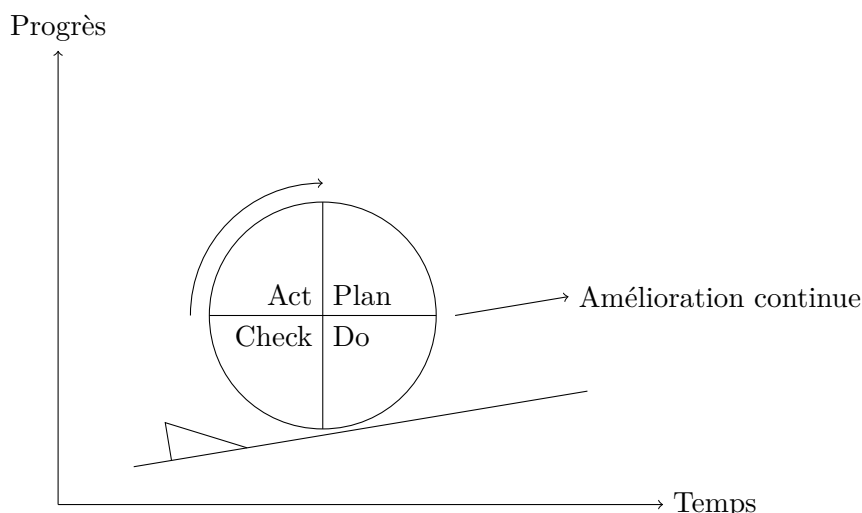 Progrès
Act Plan
Check Do
Amélioration continue
Temps